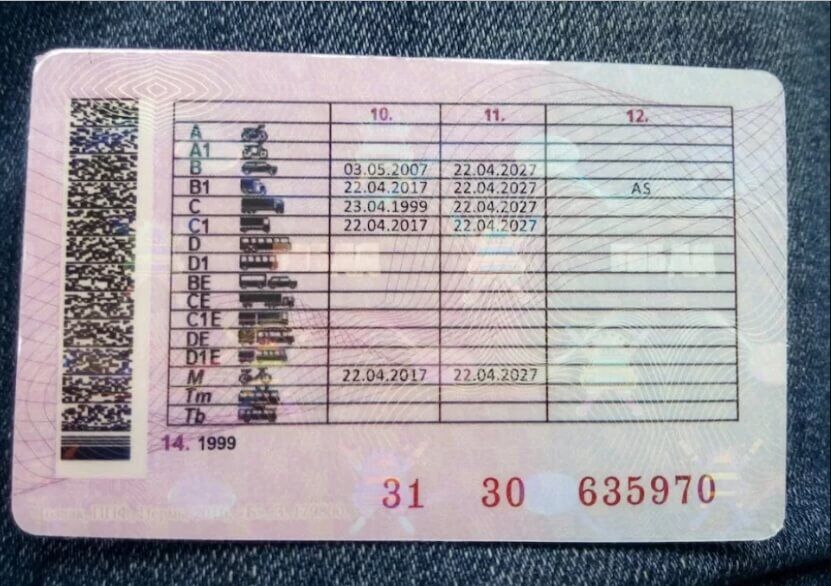 10. 11. 12.
A
A1
B 03.05.2007 22.04.2027
B1 22.04.2017 22.04.2027 AS
C 23.04.1999 22.04.2027
C1 22.04.2017 22.04.2027
D
D1
BE
CE
C1E
DE
D1E
M 22.04.2017 22.04.2027
Tm
Tb
14. 1999
31 30 635970